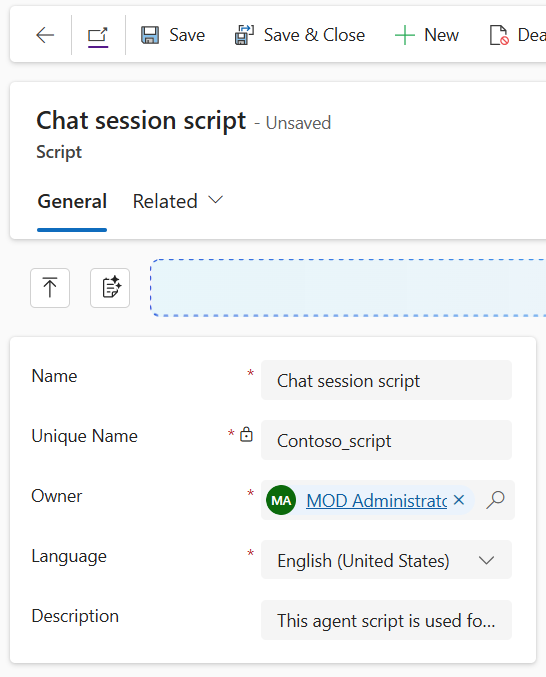 Save Save & Close New Dea
Chat session script - Unsaved
Script
General Related
Name * Chat session script
Unique Name * Contoso_script
Owner * MA MOD Administrato
Language * English (United States)
Description This agent script is used fo...